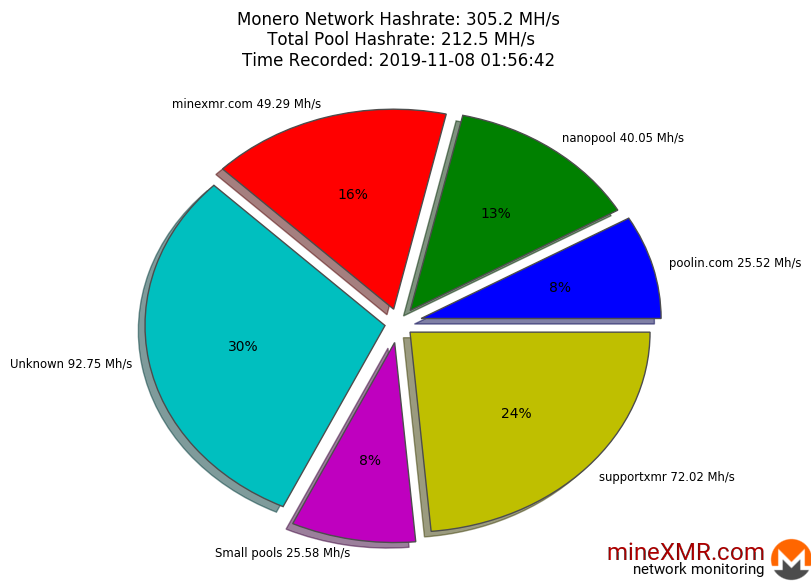 Monero Network Hashrate: 305.2 MH/s
Total Pool Hashrate: 212.5 MH/s
Time Recorded: 2019-11-08 01:56:42
minexmr.com 49.29 Mh/s
nanopool 40.05 Mh/s
16%
13%
poolin.com 25.52 Mh/s
8%
30%
Unknown 92.75 Mh/s
24%
8%
supportxmr 72.02 Mh/s
Small pools 25.58 Mh/s
mineXMR.com
network monitoring